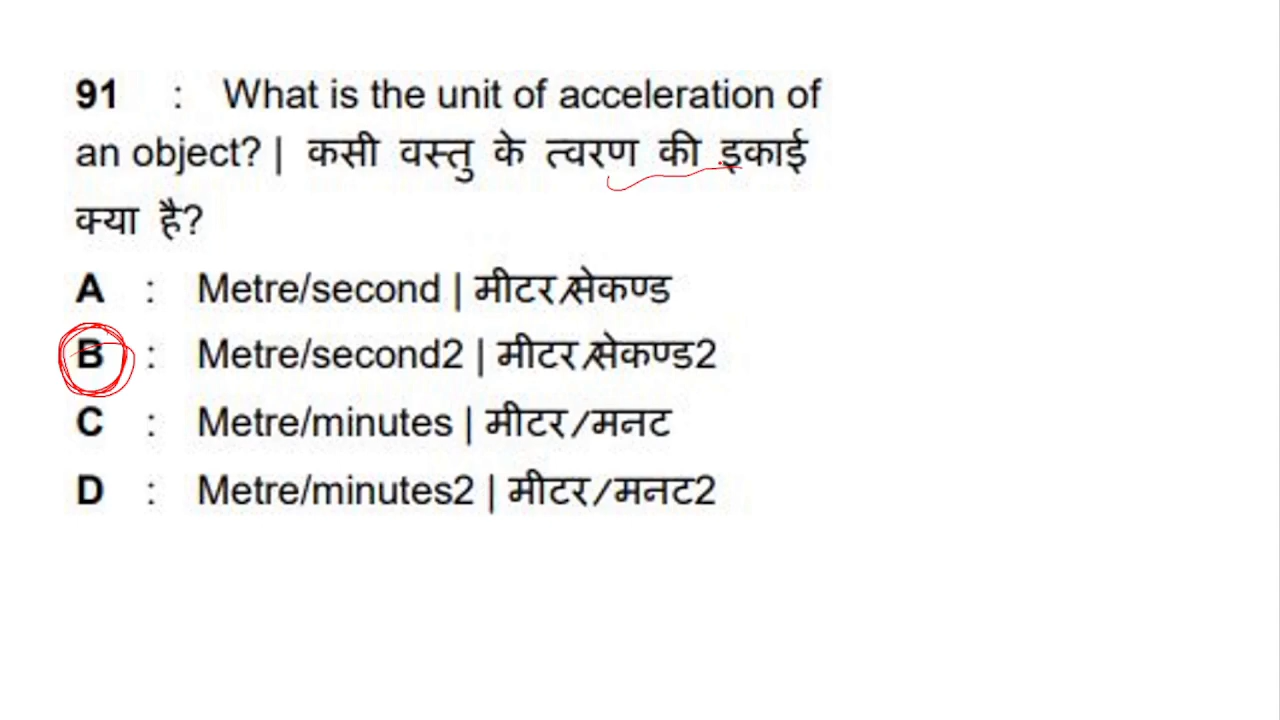 91 : What is the unit of acceleration of
an object? | कसी वस्तु के त्वरण की इकाई
क्या है?
A : Metre/second | मीटर/सेकण्ड
B : Metre/second2 | मीटर/सेकण्ड2
C : Metre/minutes | मीटर/मनट
D : Metre/minutes2 | मीटर/मनट2